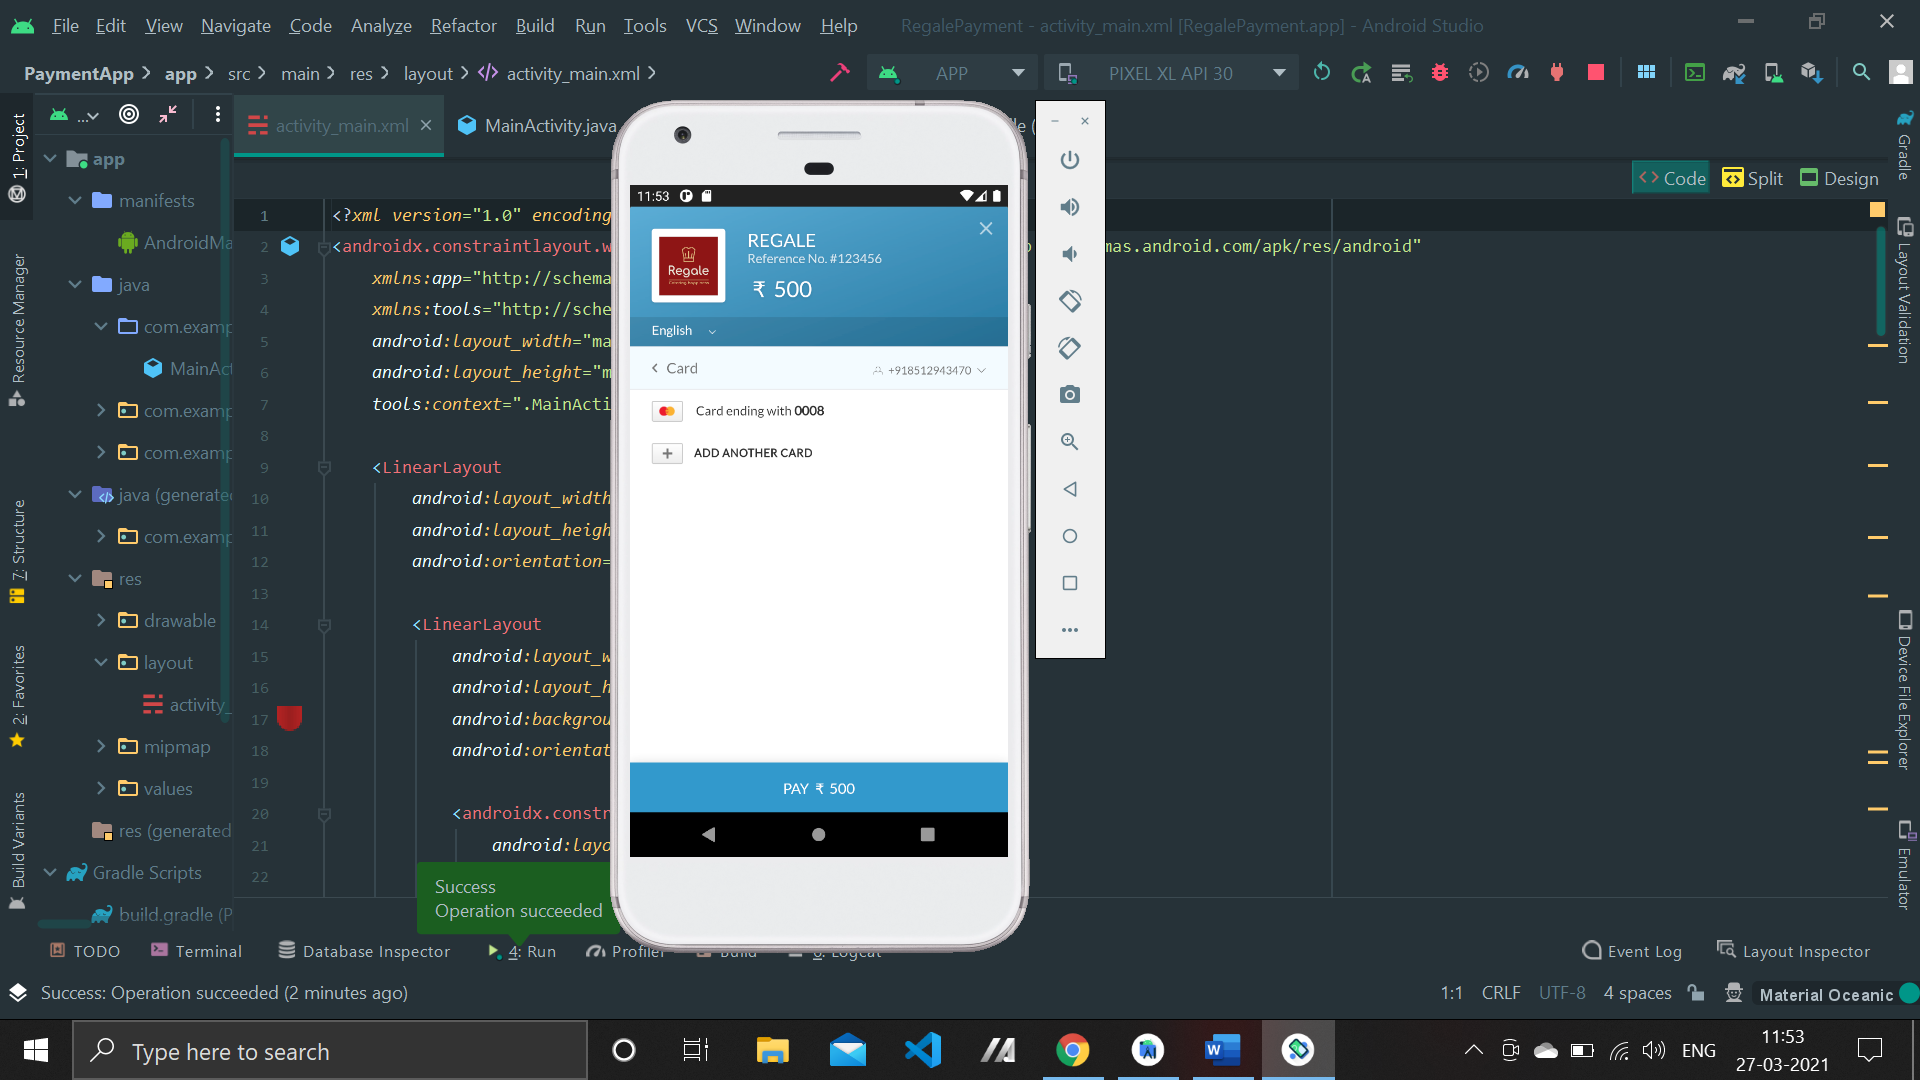 File Edit View Navigate Code Analyze Refactor Build Run Tools VCS Window Help RegalePayment - activity_main.xml [RegalePayment.app] - Android Studio
PaymentApp app src main res layout activity_main.xml APP PIXEL XL API 30
activity_main.xml MainActivity.java
Code Split Design
1: Project
Resource Manager
7: Structure
2: Favorites
Build Variants
app
manifests
AndroidMa
java
com.examp
MainAct
com.examp
com.examp
java (generated
com.examp
res
drawable
layout
activity_
mipmap
values
res (generated
Gradle Scripts
build.gradle (P
1 <?xml version="1.0" encoding
2 <androidx.constraintlayout.w mas.android.com/apk/res/android"
3 xmlns:app="http://schema
4 xmlns:tools="http://sche
5 android:layout_width="ma
6 android:layout_height="m
7 tools:context=".MainActi
8
9 <LinearLayout
10 android:layout_width
11 android:layout_heigh
12 android:orientation=
13
14 <LinearLayout
15 android:layout_w
16 android:layout_h
17 android:backgrou
18 android:orientat
19
20 <androidx.constr
21 android:layo
22
11:53
Regale
REGALE
Reference No. #123456
₹ 500
English
Card +918512943470
Card ending with 0008
ADD ANOTHER CARD
PAY ₹ 500
Gradle
Layout Validation
Device File Explorer
Emulator
Success
Operation succeeded
TODO Terminal Database Inspector 4: Run Profiler Build 6: Logcat Event Log Layout Inspector
Success: Operation succeeded (2 minutes ago) 1:1 CRLF UTF-8 4 spaces Material Oceanic
Type here to search ENG 11:53
27-03-2021